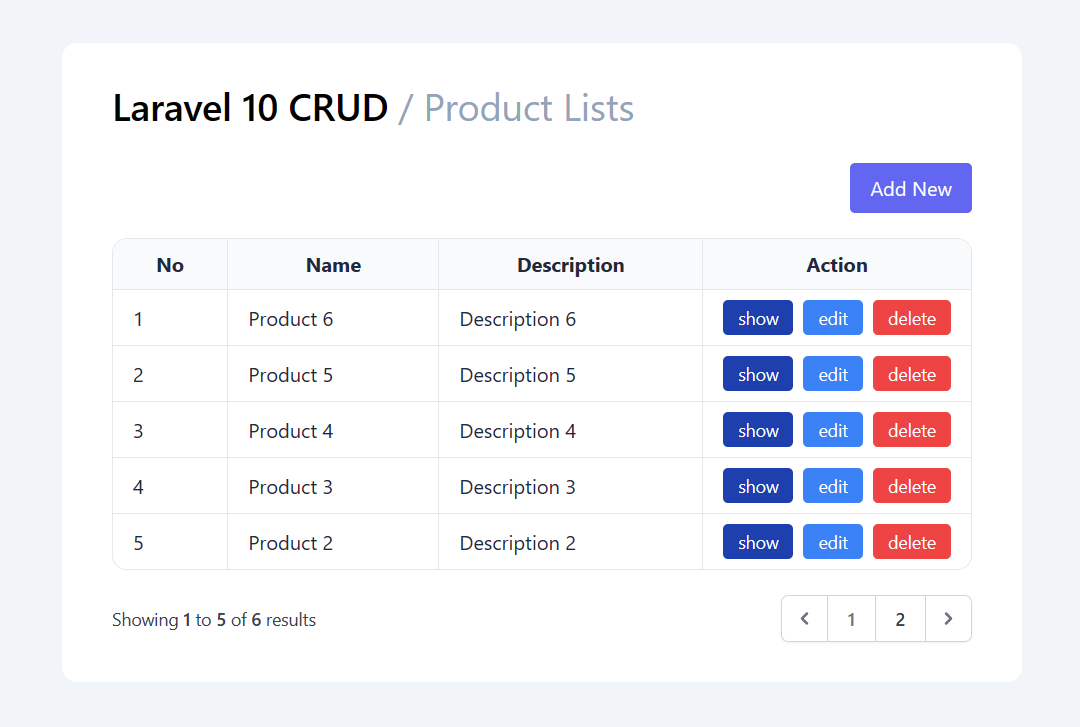 Laravel 10 CRUD / Product Lists
Add New
No Name Description Action
1 Product 6 Description 6 show edit delete
2 Product 5 Description 5 show edit delete
3 Product 4 Description 4 show edit delete
4 Product 3 Description 3 show edit delete
5 Product 2 Description 2 show edit delete
Showing 1 to 5 of 6 results 1 2